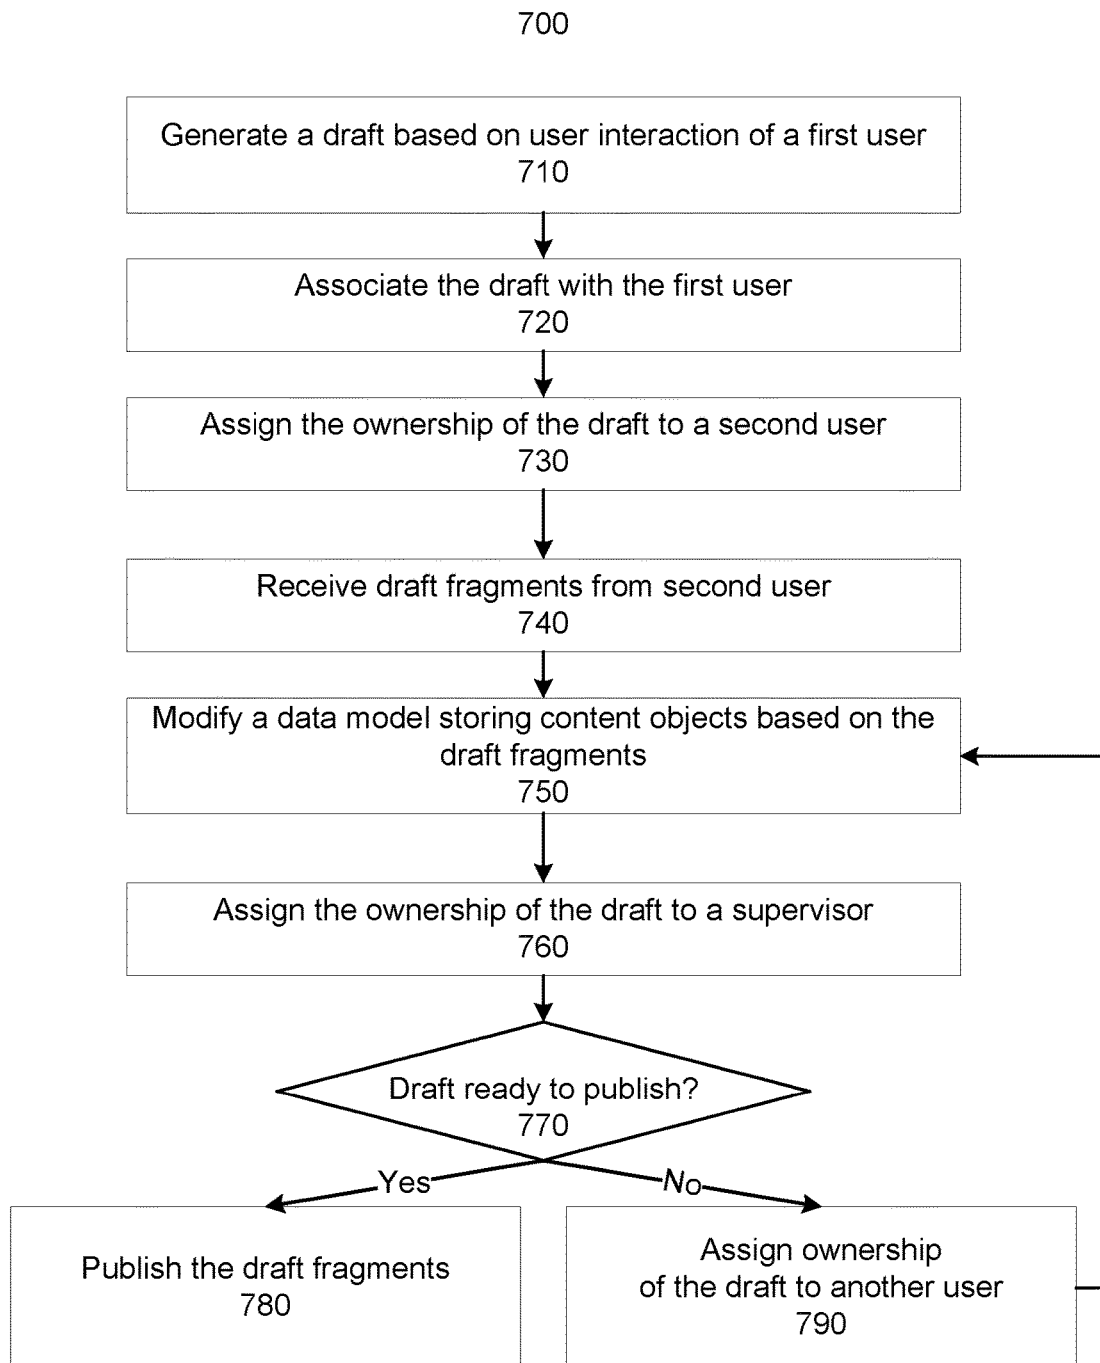 700
Generate a draft based on user interaction of a first user
710
Associate the draft with the first user
720
Assign the ownership of the draft to a second user
730
Receive draft fragments from second user
740
Modify a data model storing content objects based on the
draft fragments
750
Assign the ownership of the draft to a supervisor
760
Draft ready to publish?
770
Yes
No
Publish the draft fragments
780
Assign ownership
of the draft to another user
790